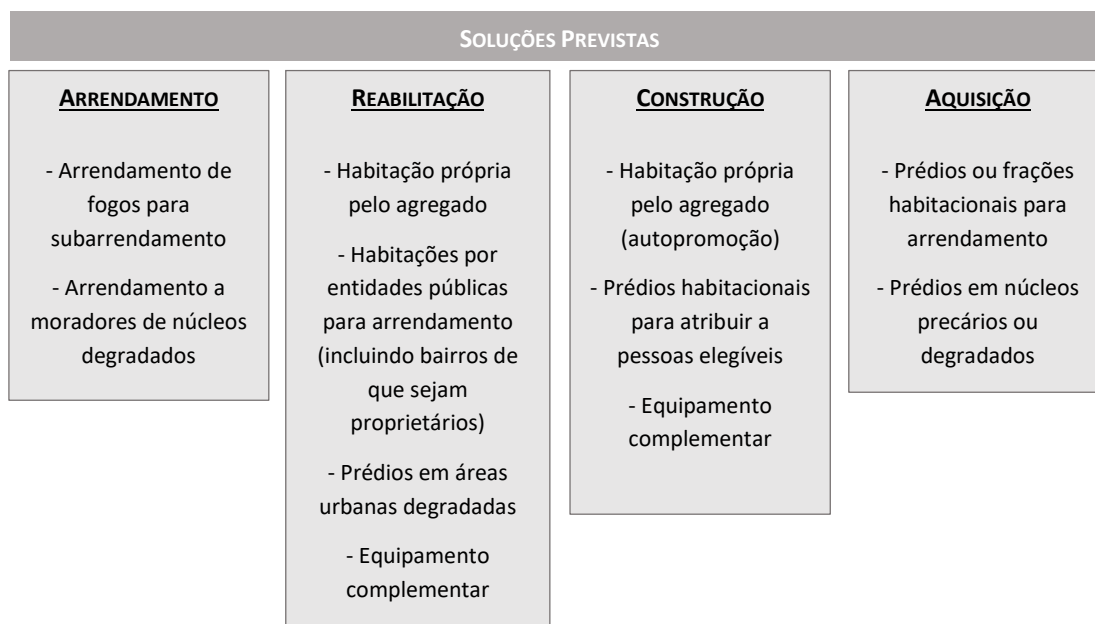 SOLUÇÕES PREVISTAS
ARRENDAMENTO
- Arrendamento de
fogos para
subarrendamento
- Arrendamento a
moradores de núcleos
degradados
REABILITAÇÃO
- Habitação própria
pelo agregado
- Habitações por
entidades públicas
para arrendamento
(incluindo bairros de
que sejam
proprietários)
- Prédios em áreas
urbanas degradadas
- Equipamento
complementar
CONSTRUÇÃO
- Habitação própria
pelo agregado
(autopromoção)
- Prédios habitacionais
para atribuir a
pessoas elegíveis
- Equipamento
complementar
AQUISIÇÃO
- Prédios ou frações
habitacionais para
arrendamento
- Prédios em núcleos
precários ou
degradados